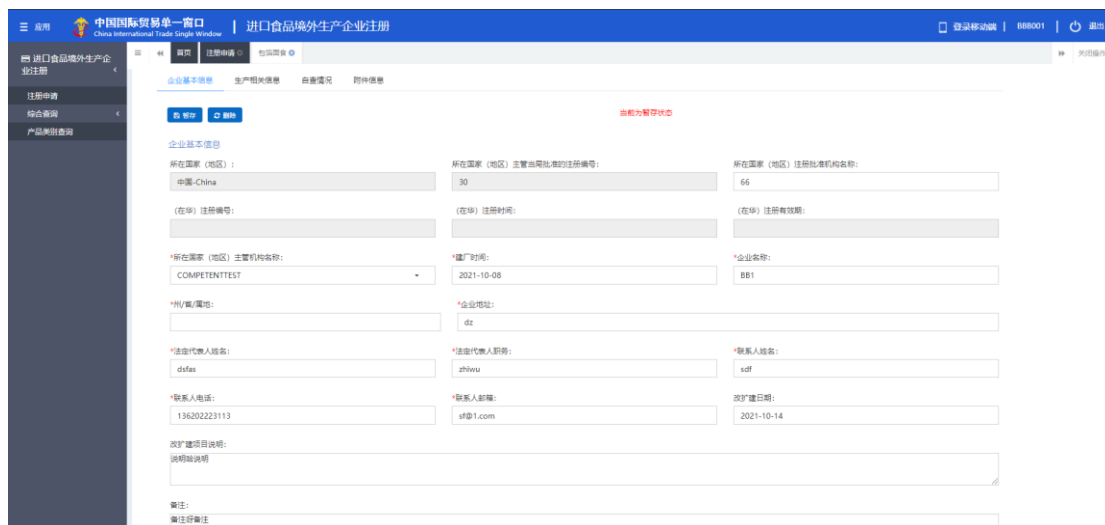 应用
中国国际贸易单一窗口
China International Trade Single Window
进口食品境外生产企业注册
登录移动端
BBB001
退出
进口食品境外生产企
业注册
注册申请
综合查询
产品类别查询
首页
注册申请
包馅面食
关闭操作
企业基本信息
生产相关信息
自查情况
附件信息
暂存
删除
当前为暂存状态
企业基本信息
所在国家（地区）:
所在国家（地区）主管当局批准的注册编号:
所在国家（地区）注册批准机构名称:
中国-China
30
66
（在华）注册编号:
（在华）注册时间:
（在华）注册有效期:
*所在国家（地区）主管机构名称:
*建厂时间:
*企业名称:
COMPETENTTEST
2021-10-08
BB1
*州/省/属地:
*企业地址:
dz
*法定代表人姓名:
*法定代表人职务:
*联系人姓名:
dsfas
zhiwu
sdf
*联系人电话:
*联系人邮箱:
改扩建日期:
136202223113
sf@1.com
2021-10-14
改扩建项目说明:
说明哈说明
备注:
备注呀备注